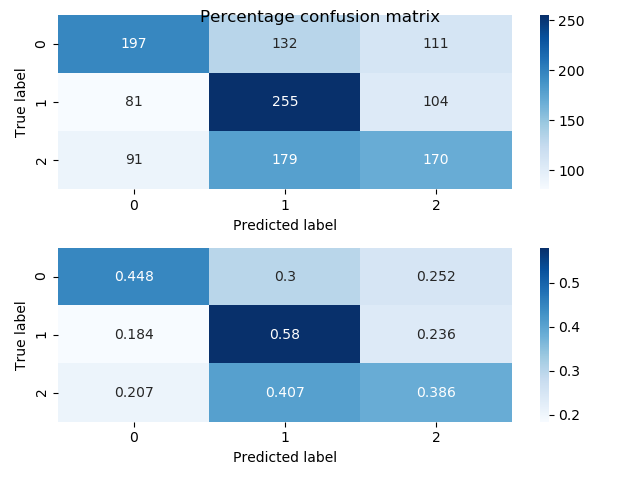 Percentage confusion matrix
True label
0 197 132 111
1 81 255 104
2 91 179 170
0 1 2
Predicted label
250
200
150
100
True label
0 0.448 0.3 0.252
1 0.184 0.58 0.236
2 0.207 0.407 0.386
0 1 2
Predicted label
0.5
0.4
0.3
0.2